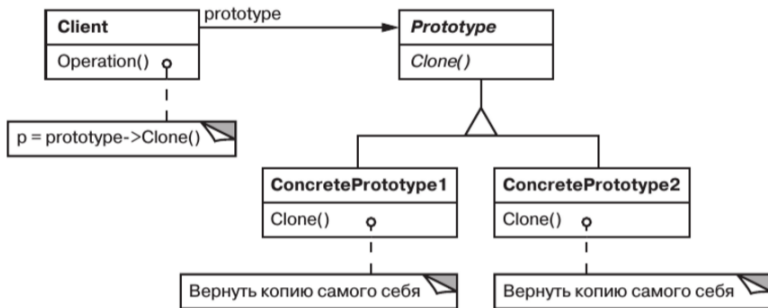 prototype
Client
Prototype
Operation()
Clone()
p = prototype->Clone()
ConcretePrototype1
ConcretePrototype2
Clone()
Clone()
Вернуть копию самого себя
Вернуть копию самого себя